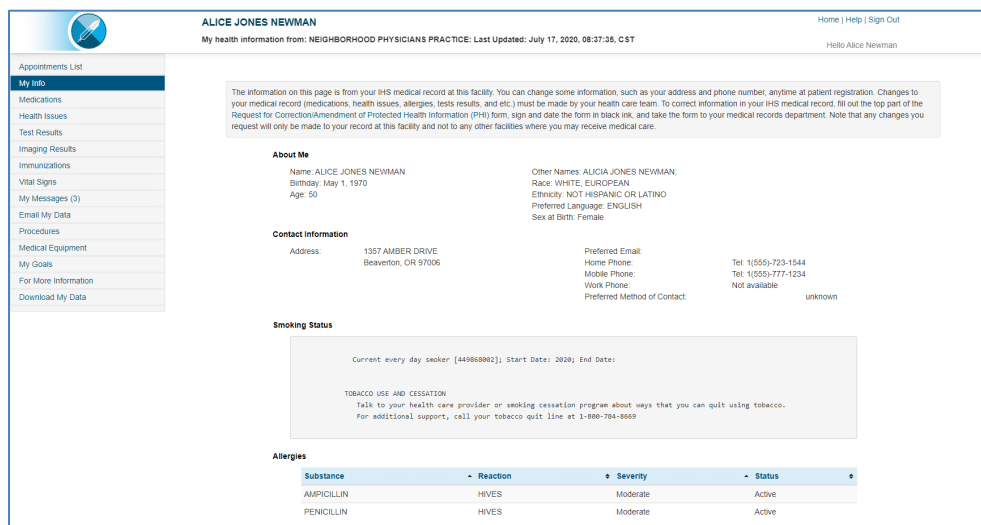 ALICE JONES NEWMAN
Home | Help | Sign Out
My health information from: NEIGHBORHOOD PHYSICIANS PRACTICE: Last Updated: July 17, 2020, 08:37:35, CST
Hello Alice Newman
Appointments List
My Info
Medications
Health Issues
Test Results
Imaging Results
Immunizations
Vital Signs
My Messages (3)
Email My Data
Procedures
Medical Equipment
My Goals
For More Information
Download My Data
The information on this page is from your IHS medical record at this facility. You can change some information, such as your address and phone number, anytime at patient registration. Changes to
your medical record (medications, health issues, allergies, tests results, and etc.) must be made by your health care team. To correct information in your IHS medical record, fill out the top part of the
Request for Correction/Amendment of Protected Health Information (PHI) form, sign and date the form in black ink, and take the form to your medical records department. Note that any changes you
request will only be made to your record at this facility and not to any other facilities where you may receive medical care.
About Me
Name: ALICE JONES NEWMAN
Birthday: May 1, 1970
Age: 50
Other Names: ALICIA JONES NEWMAN;
Race: WHITE, EUROPEAN
Ethnicity: NOT HISPANIC OR LATINO
Preferred Language: ENGLISH
Sex at Birth: Female
Contact Information
Address: 1357 AMBER DRIVE
Beaverton, OR 97006
Preferred Email:
Home Phone: Tel: 1(555)-723-1544
Mobile Phone: Tel: 1(555)-777-1234
Work Phone: Not available
Preferred Method of Contact: unknown
Smoking Status
Current every day smoker [449868002]; Start Date: 2020; End Date:
TOBACCO USE AND CESSATION
Talk to your health care provider or smoking cessation program about ways that you can quit using tobacco.
For additional support, call your tobacco quit line at 1-800-784-8669
Allergies
Substance Reaction Severity Status
AMPICILLIN HIVES Moderate Active
PENICILLIN HIVES Moderate Active